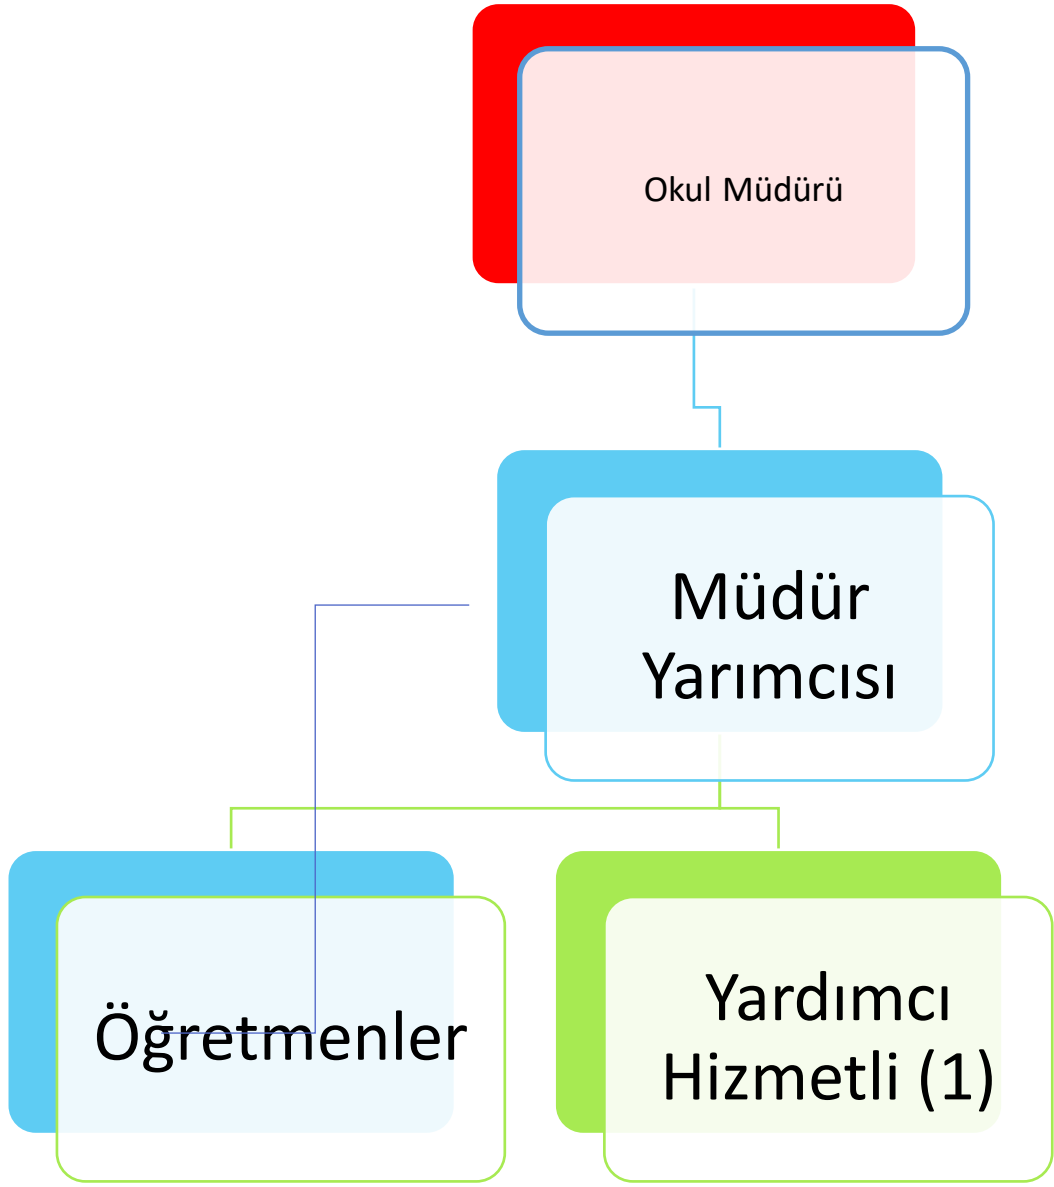 Okul Müdürü
Müdür
Yarımcısı
Öğretmenler
Yardımcı
Hizmetli (1)